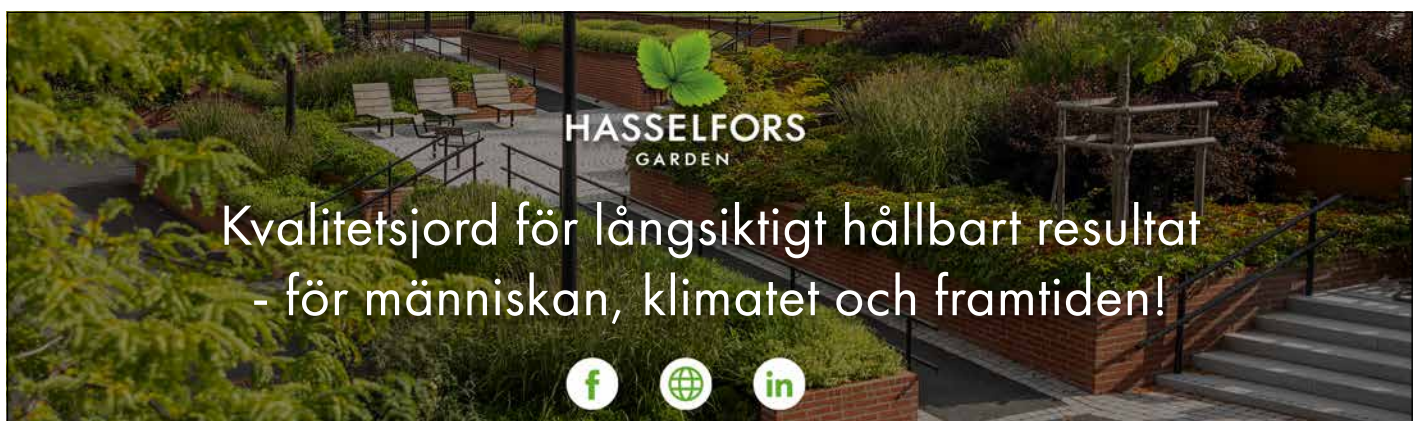 HASSELFORS
GARDEN
Kvalitetsjord för långsiktigt hållbart resultat
- för människan, klimatet och framtiden!
f
in